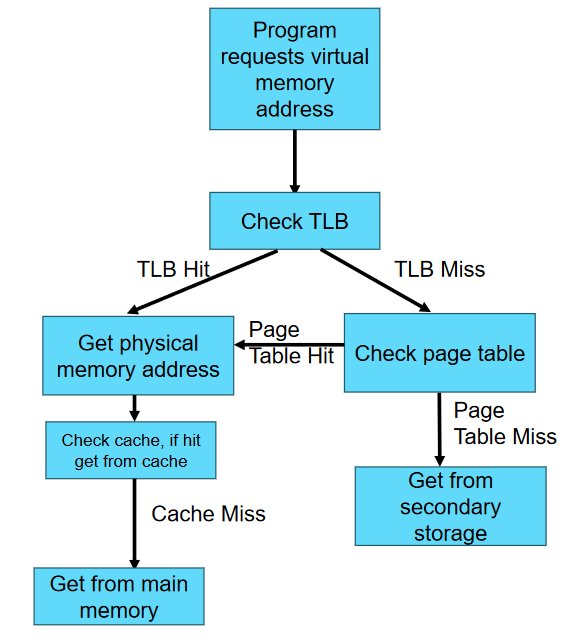 Program
requests virtual
memory
address
Check TLB
TLB Hit
TLB Miss
Get physical
memory address
Page
Table Hit
Check page table
Check cache, if hit
get from cache
Page
Table Miss
Cache Miss
Get from
secondary
storage
Get from main
memory